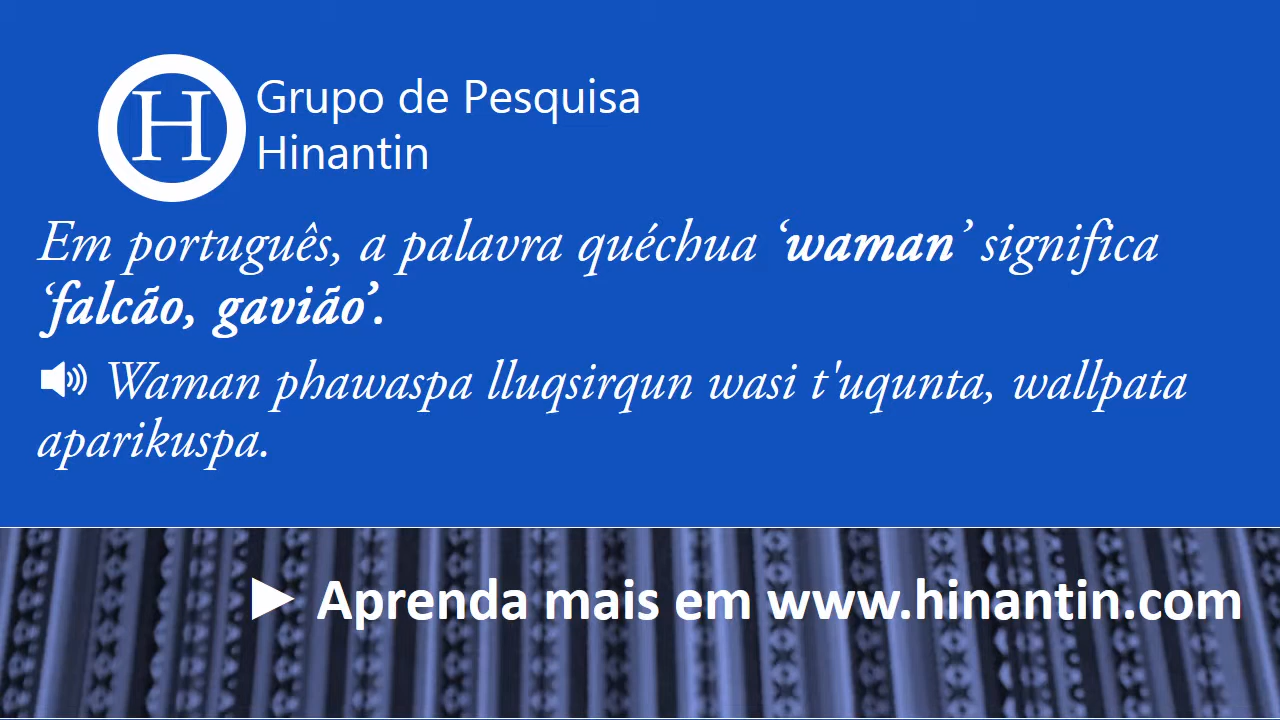 H
Grupo de Pesquisa
Hinantin
Em português, a palavra quéchua ‘waman’ significa
‘falcão, gavião’.
Waman phawaspa lluqsirqun wasi t'uqunta, wallpata
aparikuspa.
► Aprenda mais em www.hinantin.com